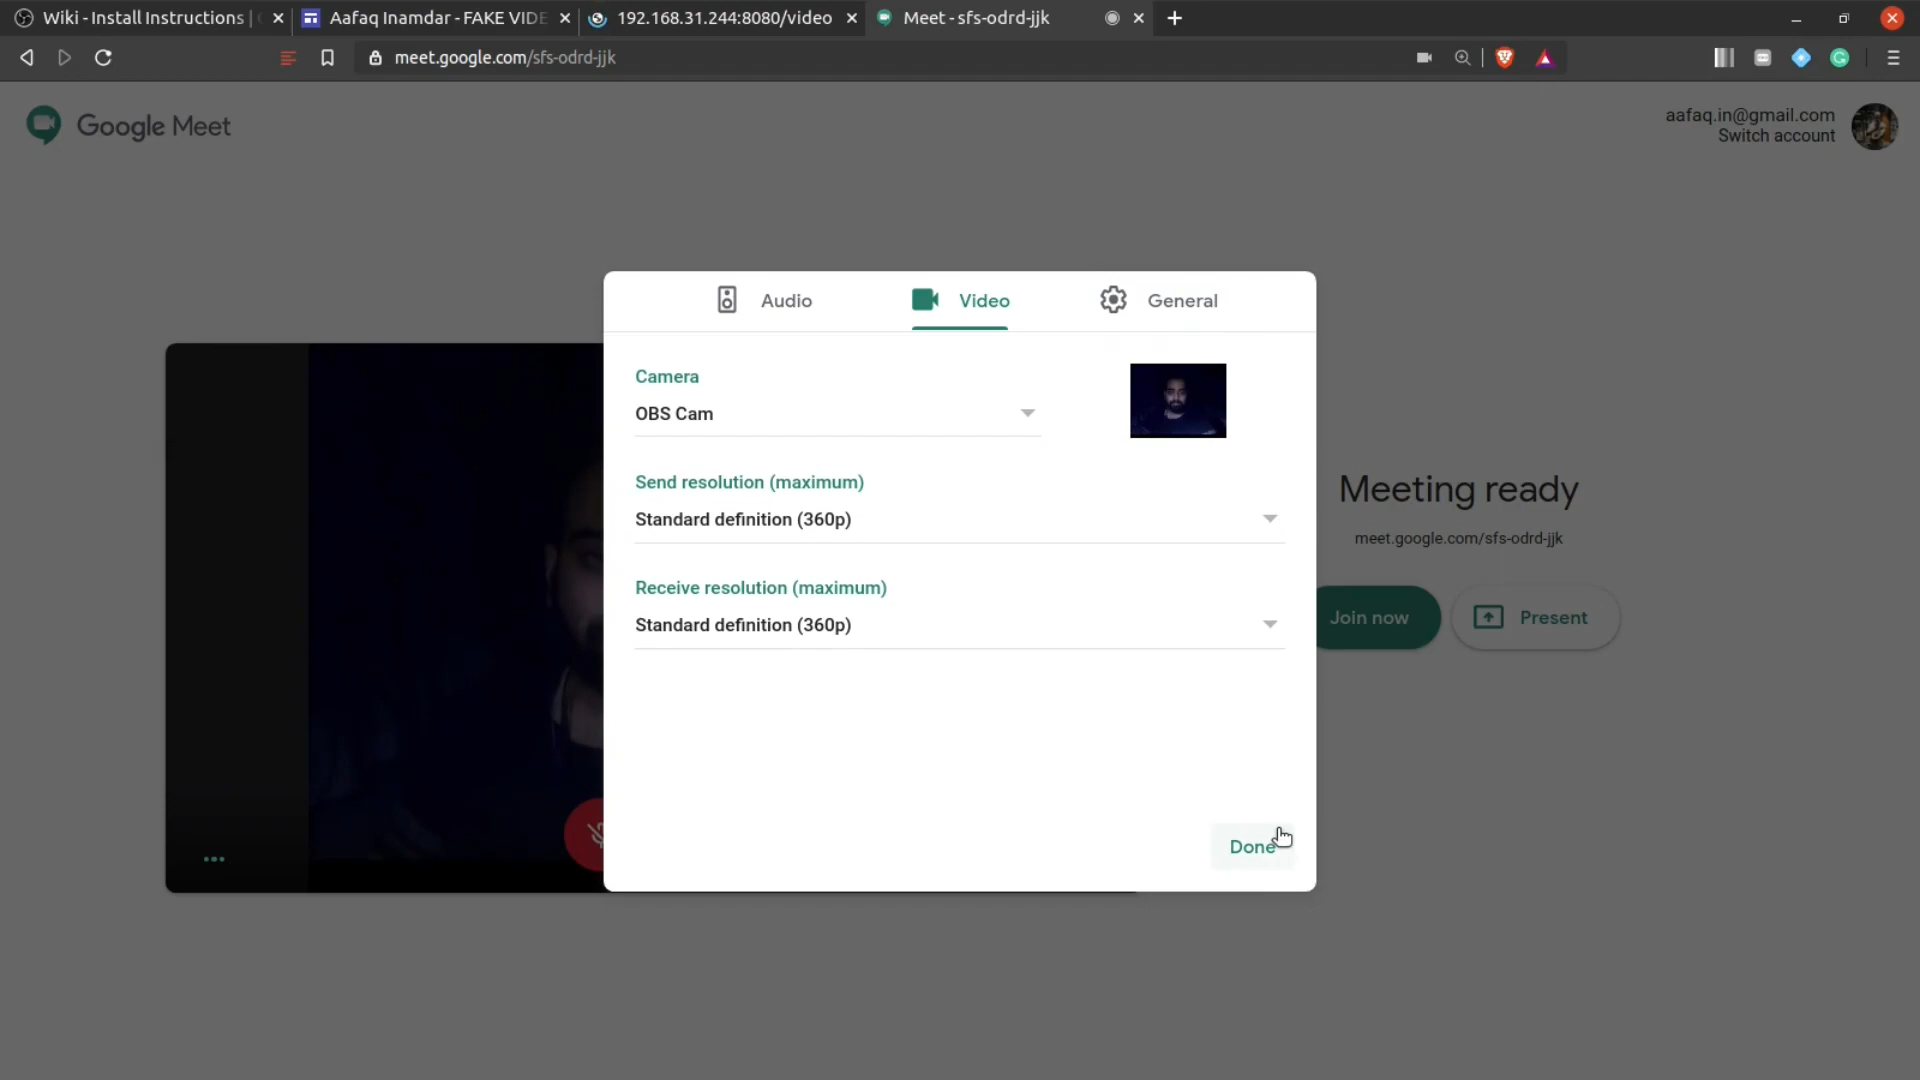 Wiki - Install Instructions |
Aafaq Inamdar - FAKE VIDE
192.168.31.244:8080/video
Meet - sfs-odrd-jjk
meet.google.com/sfs-odrd-jjk
Google Meet
aafaq.in@gmail.com
Switch account
Audio
Video
General
Camera
OBS Cam
Send resolution (maximum)
Standard definition (360p)
Receive resolution (maximum)
Standard definition (360p)
Done
Meeting ready
meet.google.com/sfs-odrd-jjk
Join now
Present